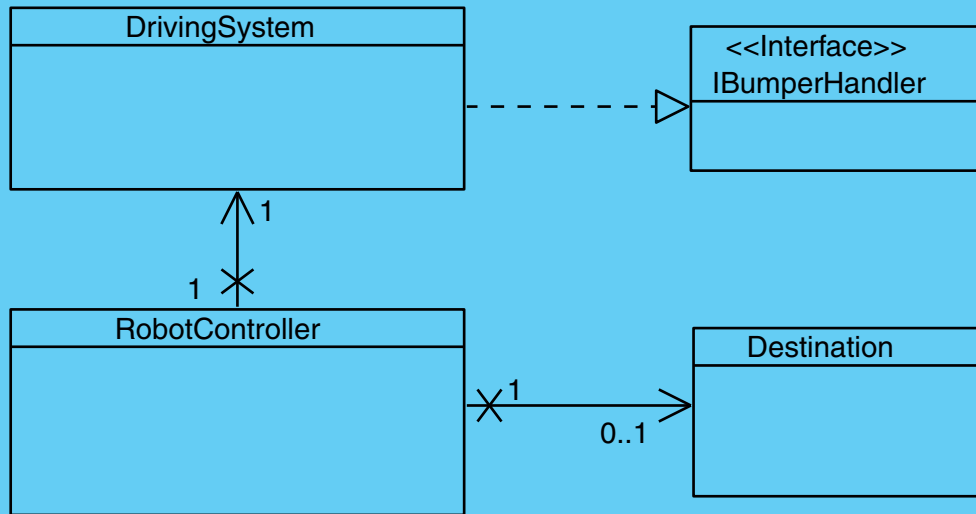 DrivingSystem
<<Interface>>
IBumperHandler
1
1
RobotController
1
0..1
Destination